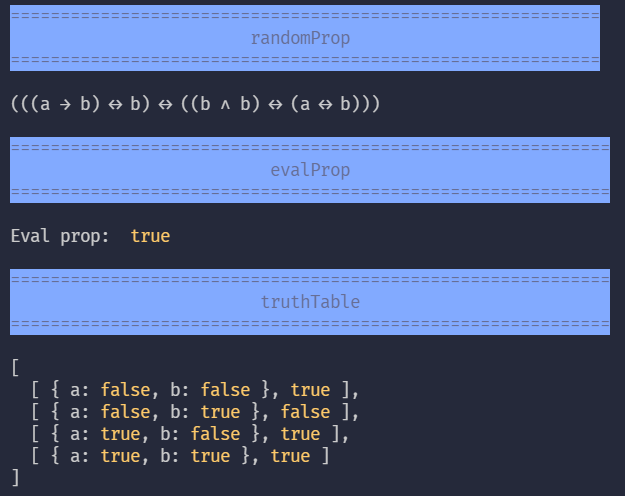 ===========================================================
randomProp
===========================================================
(((a → b) ↔ b) ↔ ((b ∧ b) ↔ (a ↔ b)))
============================================================
evalProp
============================================================
Eval prop:  true
============================================================
truthTable
============================================================
[
  [ { a: false, b: false }, true ],
  [ { a: false, b: true }, false ],
  [ { a: true, b: false }, true ],
  [ { a: true, b: true }, true ]
]